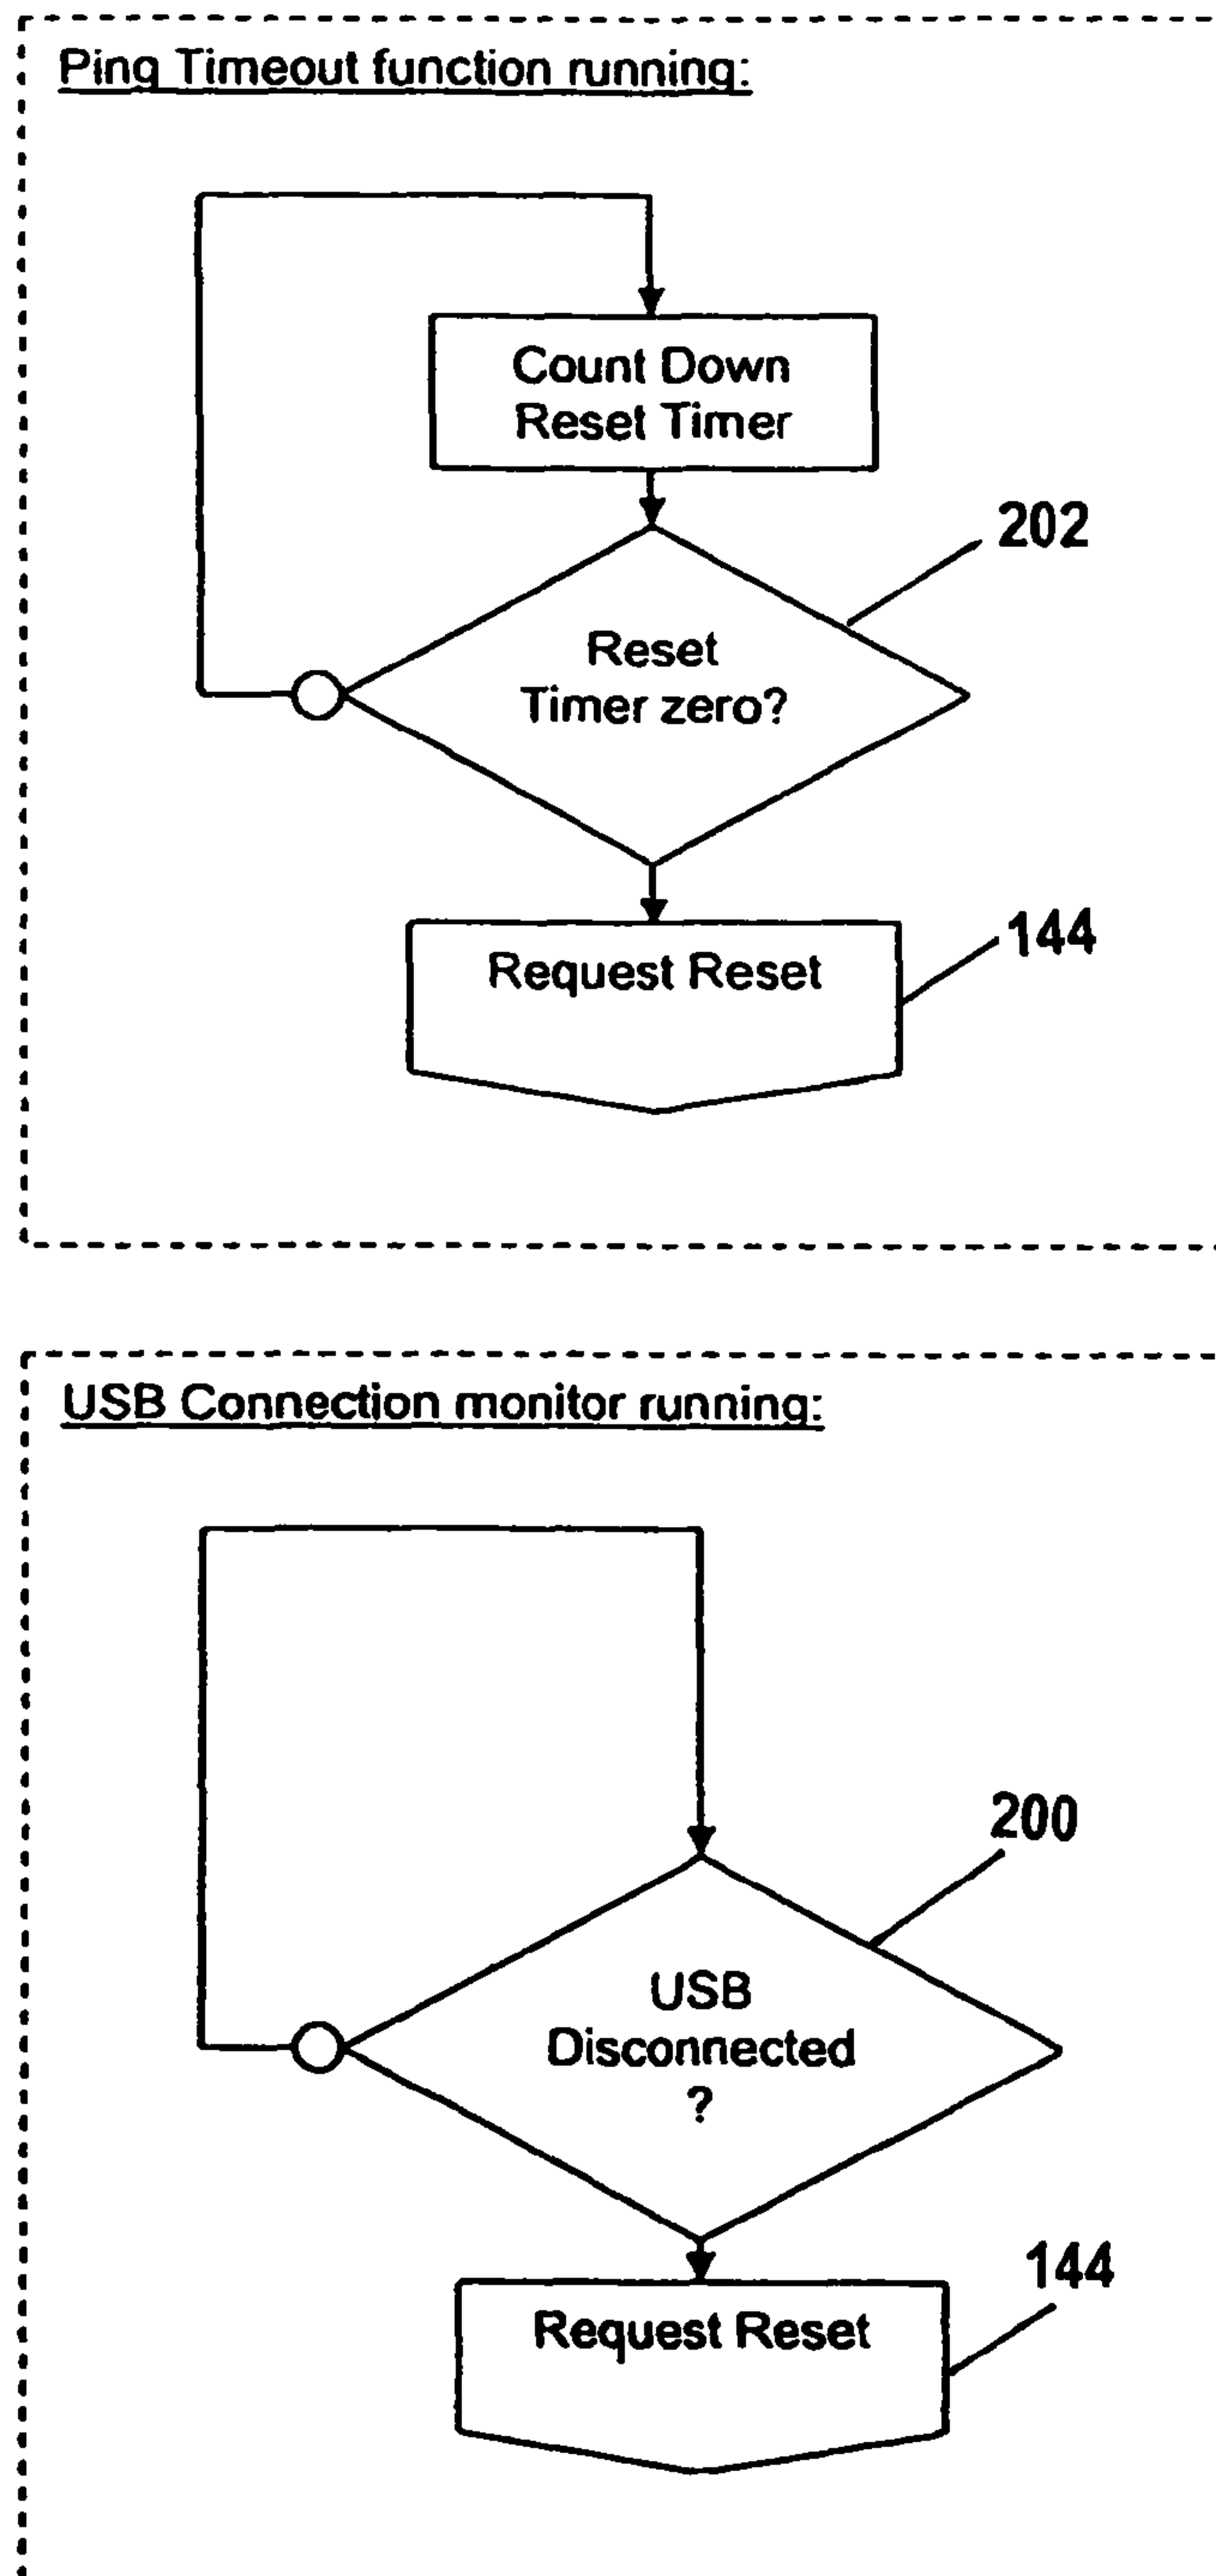 Ping Timeout function running:
Count Down
Reset Timer
202
Reset
Timer zero?
144
Request Reset
USB Connection monitor running:
200
USB
Disconnected
?
144
Request Reset